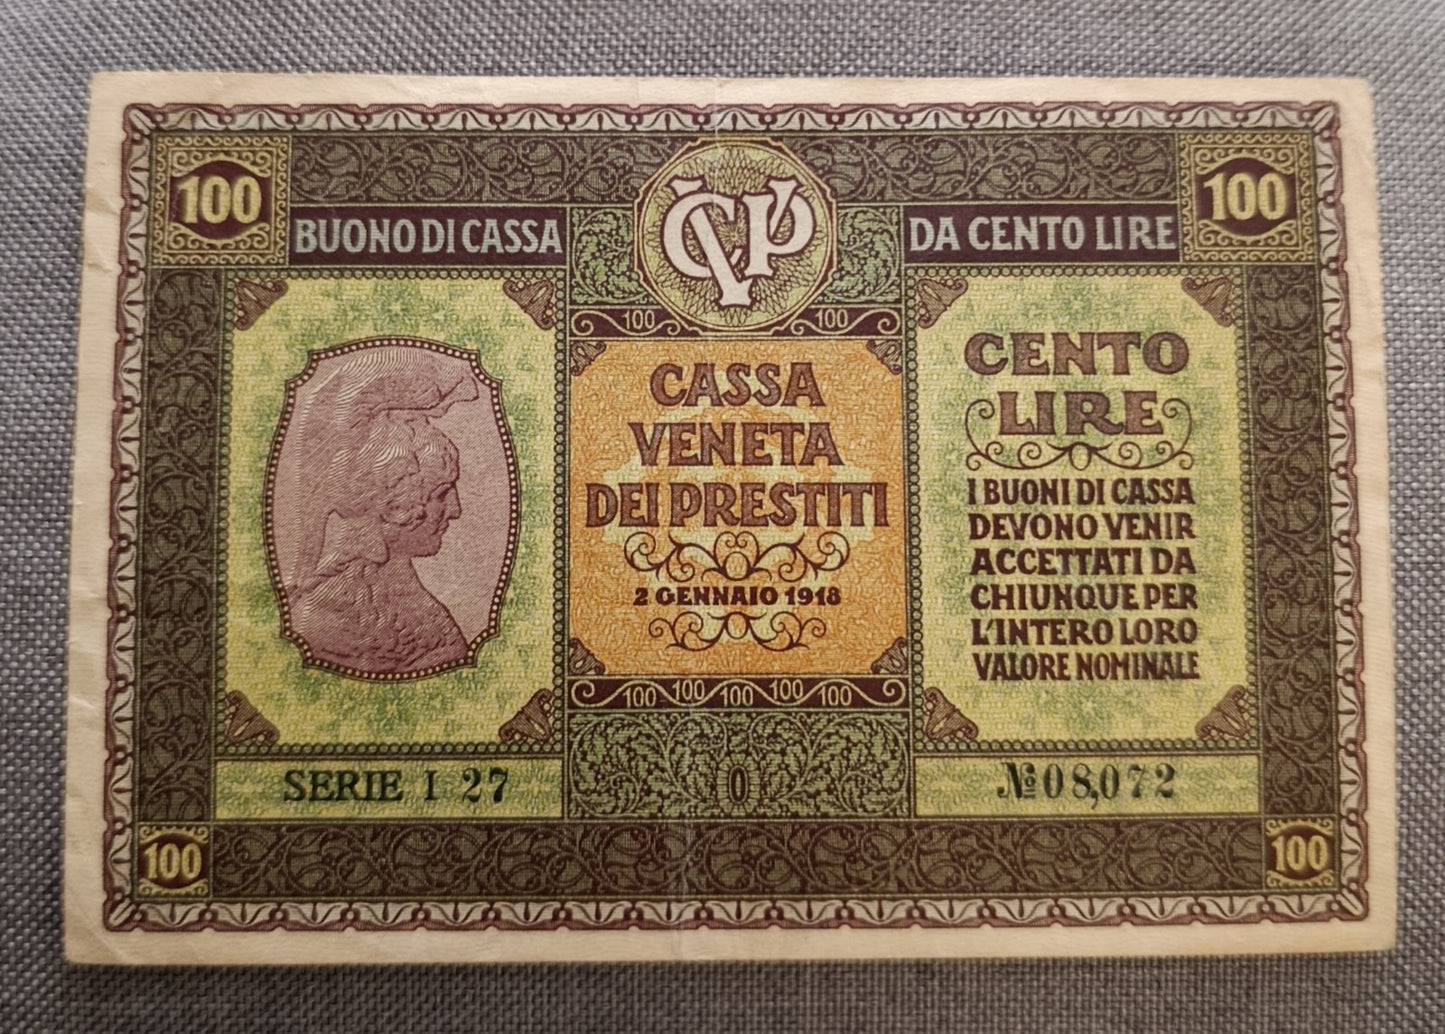 100
BUONO DI CASSA
CVP
DA CENTO LIRE
100
100
100
CASSA
VENETA
DEI PRESTITI
2 GENNAIO 1918
CENTO
LIRE
I BUONI DI CASSA
DEVONO VENIR
ACCETTATI DA
CHIUNQUE PER
L'INTERO LORO
VALORE NOMINALE
100 100 100 100 100
SERIE I 27
0
№ 08,072
100
100